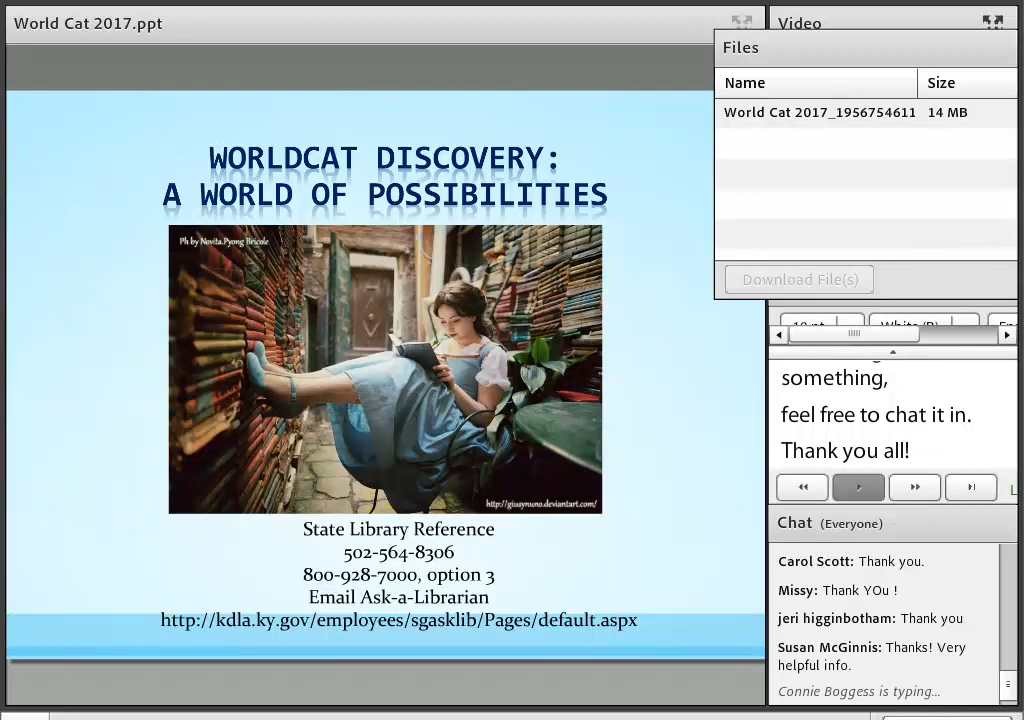 World Cat 2017.ppt
Video
Files
Name
Size
World Cat 2017_1956754611
14 MB
Download File(s)
WORLDCAT DISCOVERY:
A WORLD OF POSSIBILITIES
Ph by Novita Pyong Bricole
http://giusynuno.deviantart.com/
State Library Reference
502-564-8306
800-928-7000, option 3
Email Ask-a-Librarian
http://kdla.ky.gov/employees/sgasklib/Pages/default.aspx
something,
feel free to chat it in.
Thank you all!
Chat (Everyone)
Carol Scott: Thank you.
Missy: Thank YOu !
jeri higginbotham: Thank you
Susan McGinnis: Thanks! Very
helpful info.
Connie Boggess is typing...